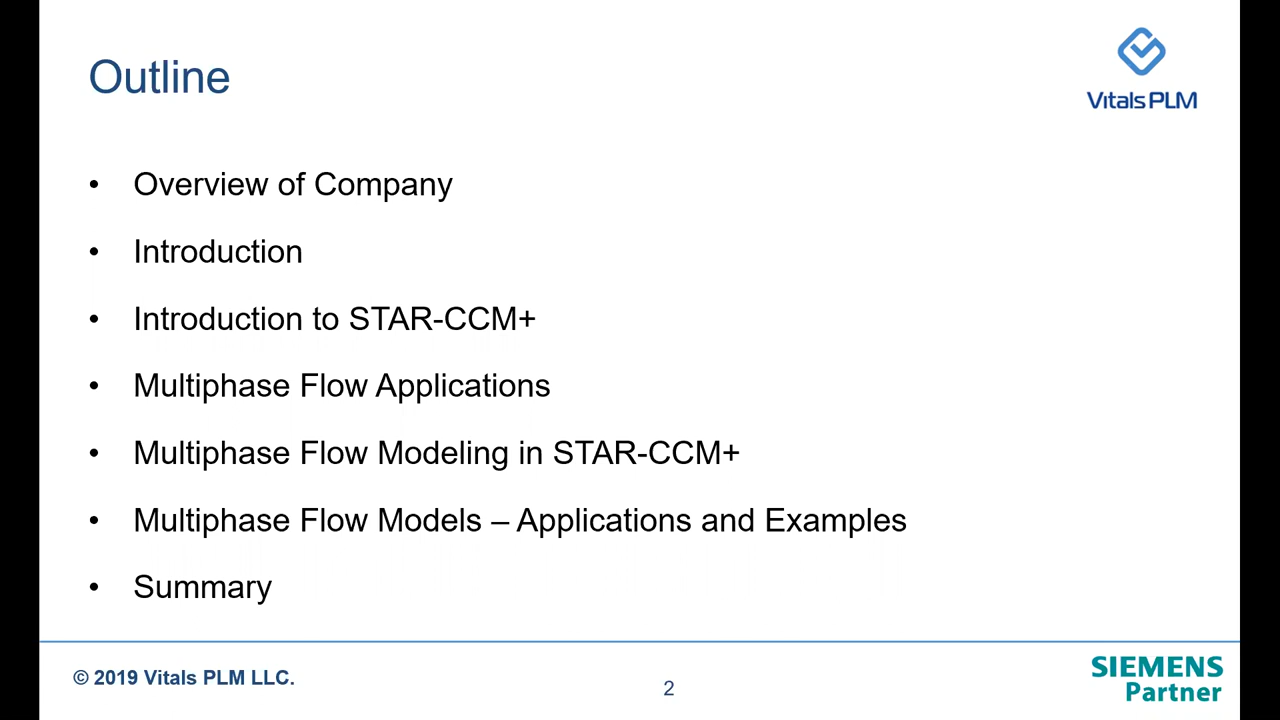 Outline
Vitals PLM
• Overview of Company
• Introduction
• Introduction to STAR-CCM+
• Multiphase Flow Applications
• Multiphase Flow Modeling in STAR-CCM+
• Multiphase Flow Models – Applications and Examples
• Summary
© 2019 Vitals PLM LLC.
2
SIEMENS
Partner